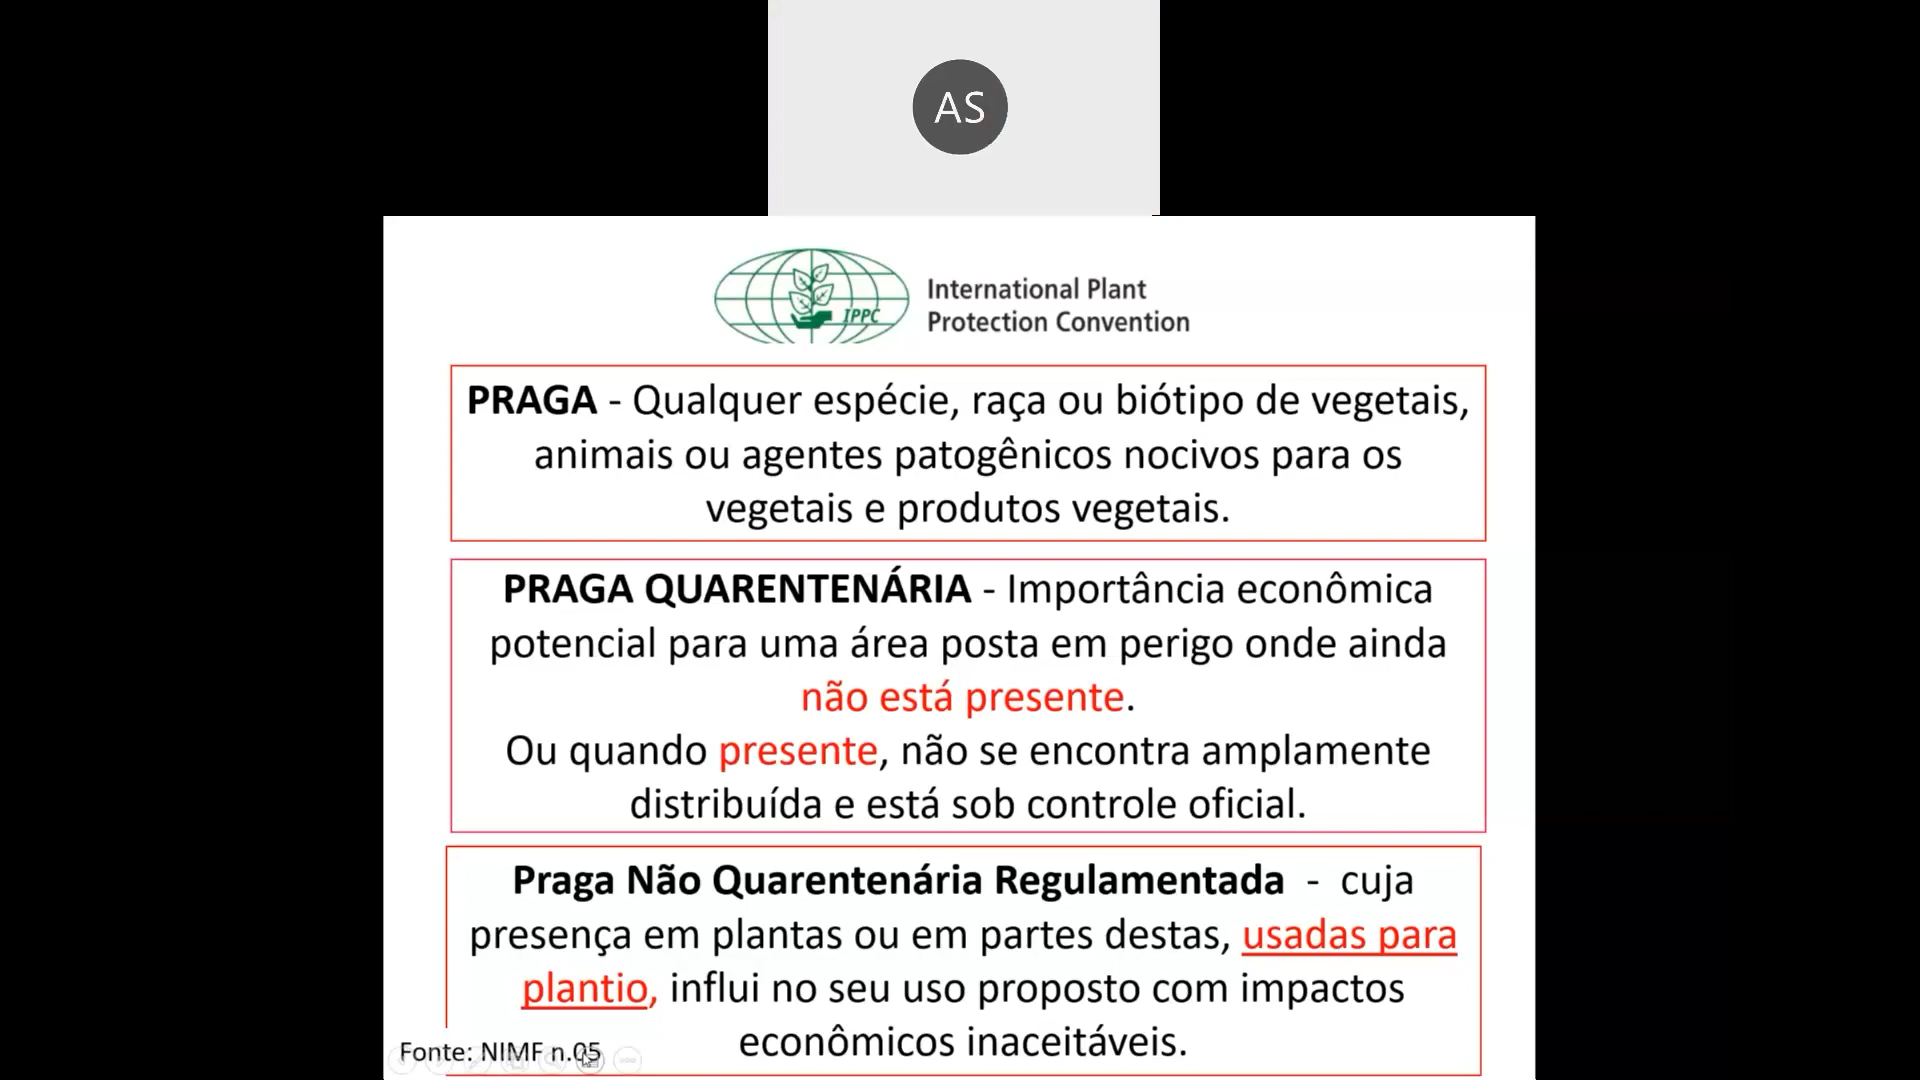 AS
IPPC
International Plant
Protection Convention
PRAGA - Qualquer espécie, raça ou biótipo de vegetais,
animais ou agentes patogênicos nocivos para os
vegetais e produtos vegetais.
PRAGA QUARENTENÁRIA - Importância econômica
potencial para uma área posta em perigo onde ainda
não está presente.
Ou quando presente, não se encontra amplamente
distribuída e está sob controle oficial.
Praga Não Quarentenária Regulamentada - cuja
presença em plantas ou em partes destas, usadas para
plantio, influi no seu uso proposto com impactos
econômicos inaceitáveis.
Fonte: NIMF n.05